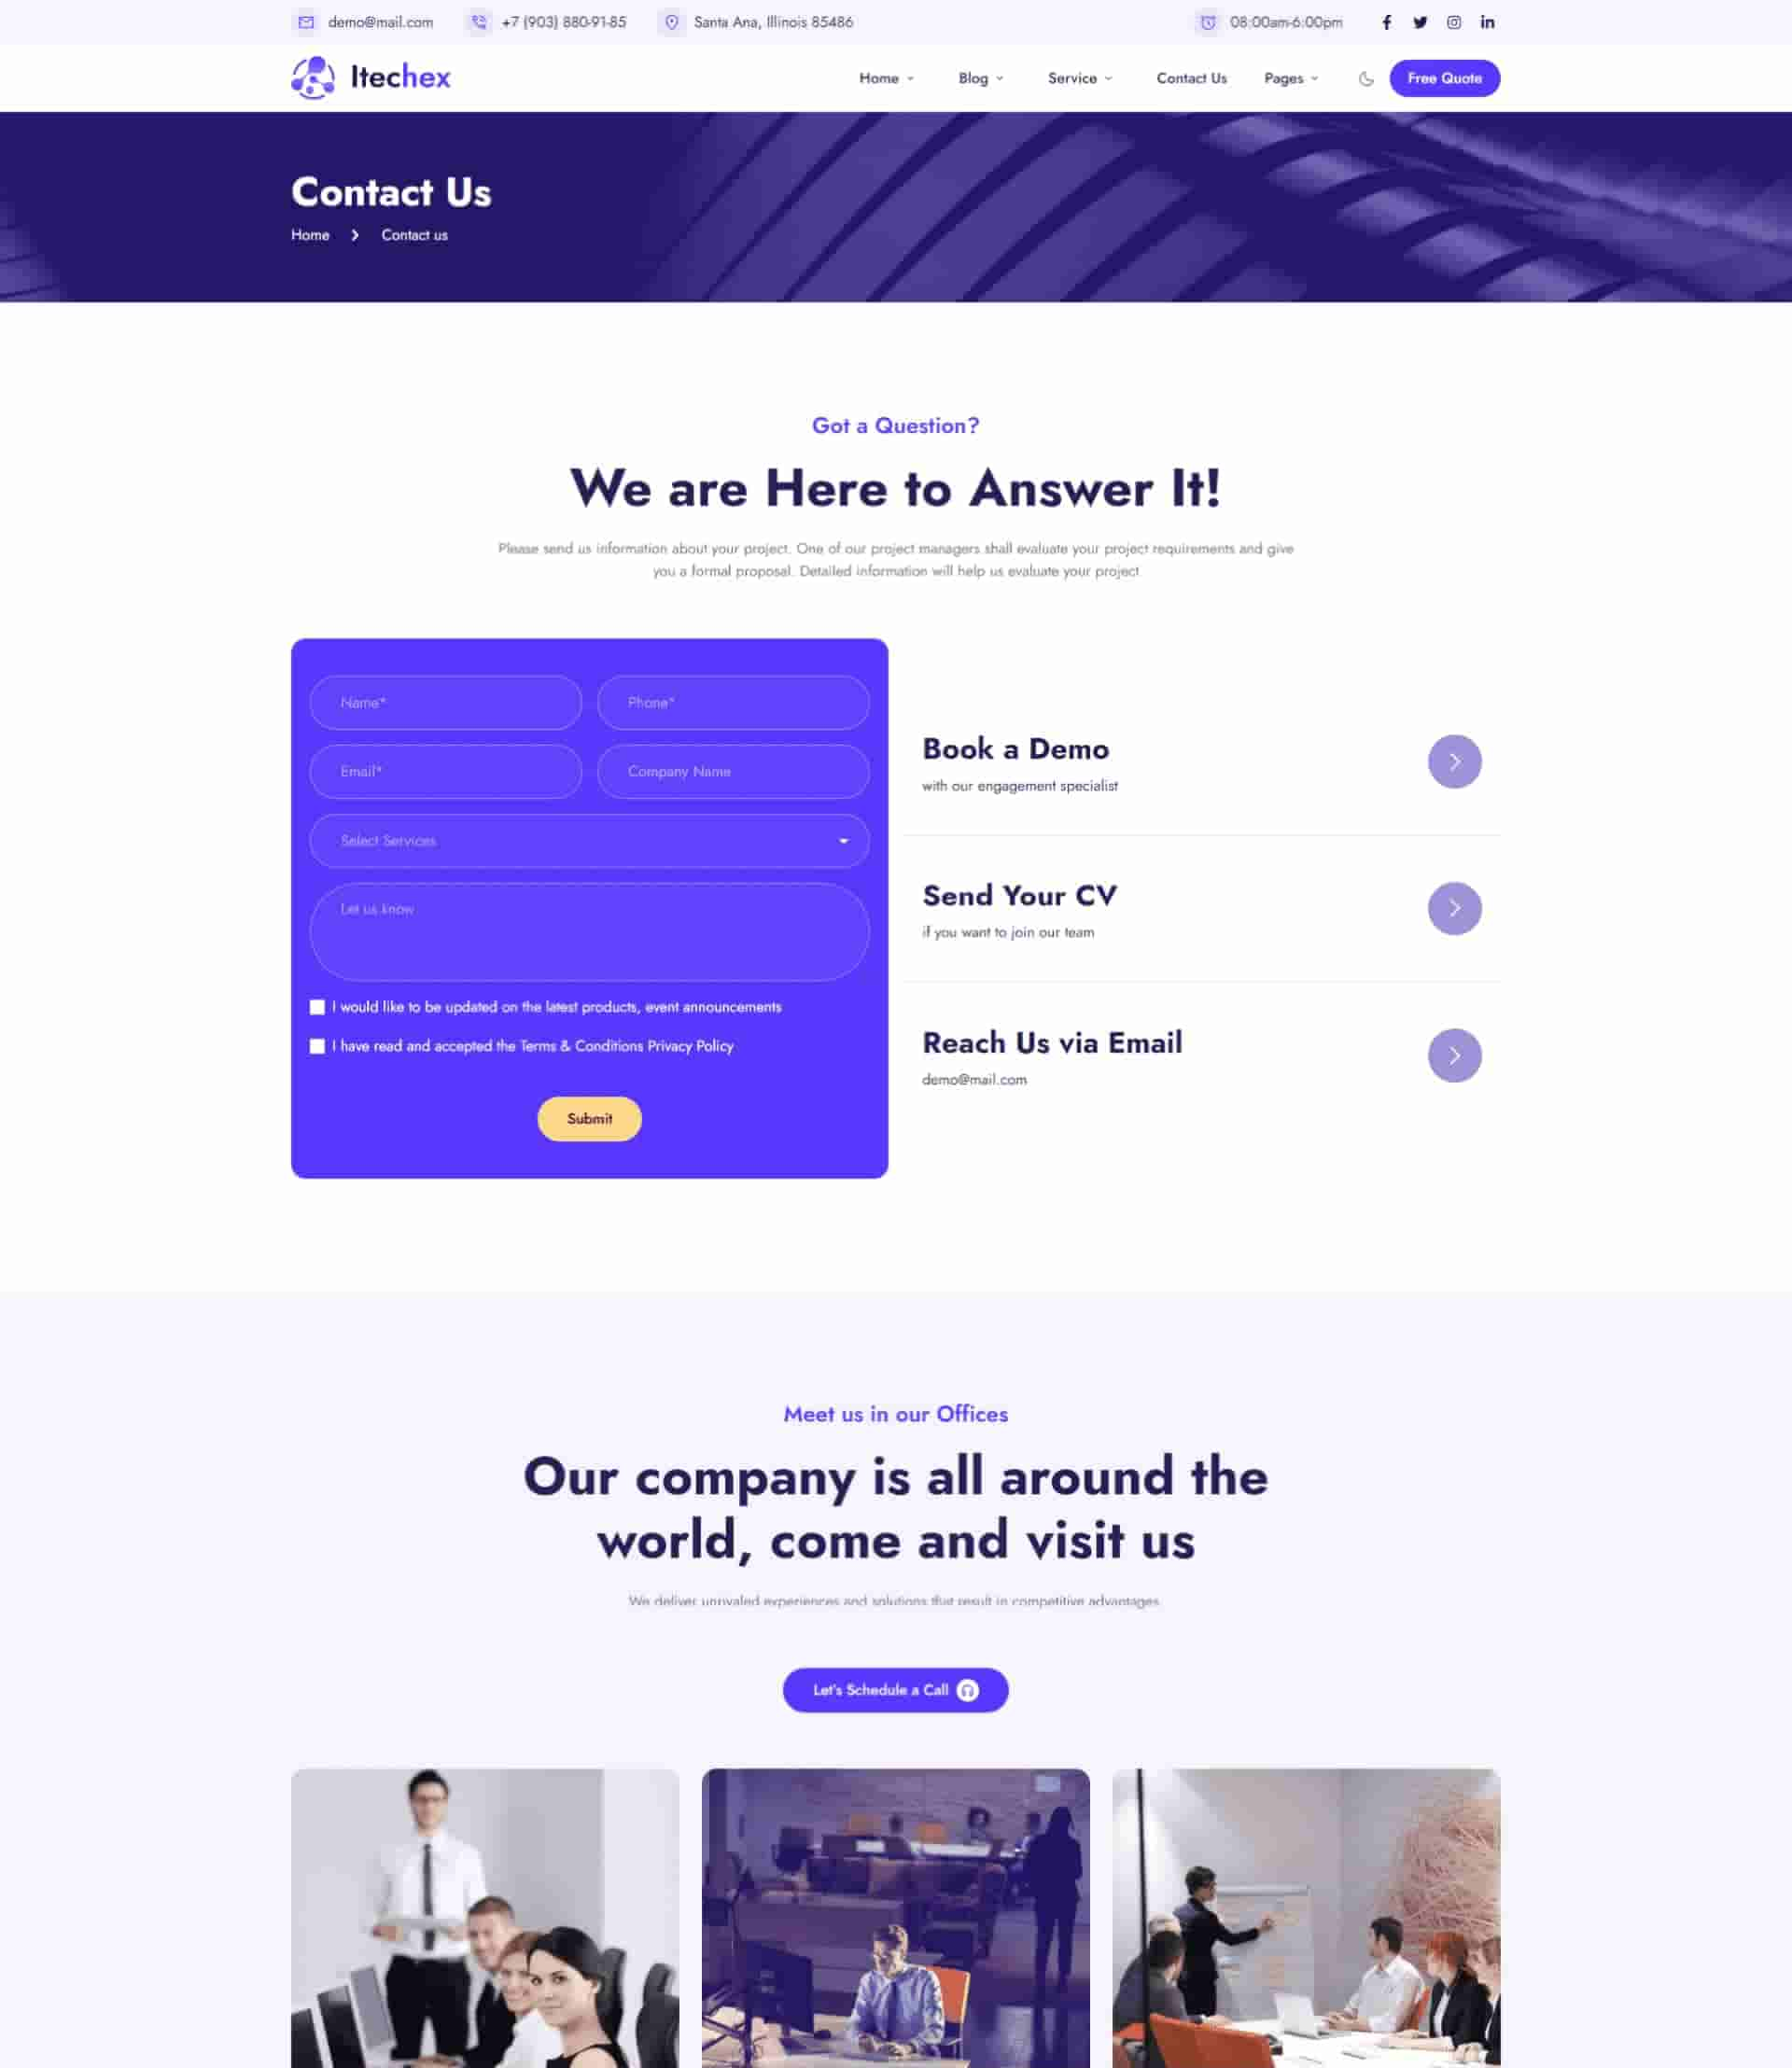 demo@mail.com +7 (903) 880-91-85 Santa Ana, Illinois 85486 08:00am-6:00pm
Itechex Home Blog Service Contact Us Pages Free Quote
Contact Us
Home Contact us
Got a Question?
We are Here to Answer It!
Please send us information about your project. One of our project managers shall evaluate your project requirements and give
you a formal proposal. Detailed information will help us evaluate your project.
Name* Phone*
Email* Company Name
Select Services
Let us know
I would like to be updated on the latest products, event announcements
I have read and accepted the Terms & Conditions Privacy Policy
Submit
Book a Demo
with our engagement specialist
Send Your CV
if you want to join our team
Reach Us via Email
demo@mail.com
Meet us in our Offices
Our company is all around the
world, come and visit us
We deliver unrivaled experiences and solutions that result in competitive advantages.
Let's Schedule a Call